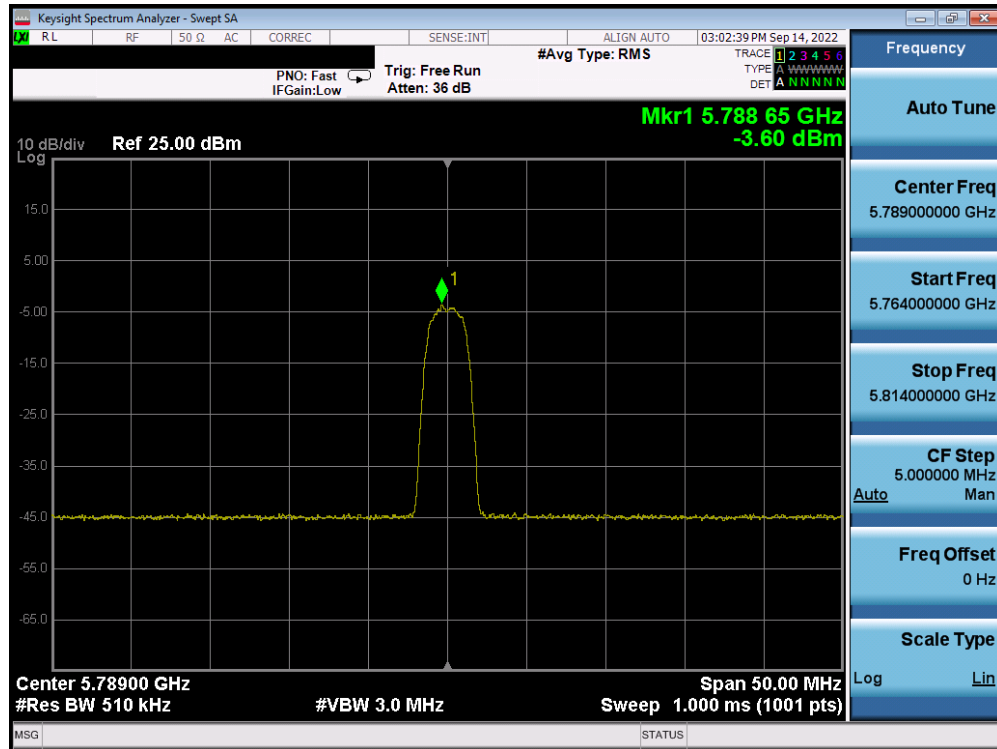 Keysight Spectrum Analyzer - Swept SA
LXI RL RF 50 Ω AC CORREC SENSE:INT ALIGN AUTO 03:02:39 PM Sep 14, 2022
#Avg Type: RMS TRACE 1 2 3 4 5 6
PNO: Fast Trig: Free Run TYPE A WWWWW
IFGain:Low Atten: 36 dB DET A N N N N N
Mkr1 5.788 65 GHz
-3.60 dBm
10 dB/div Ref 25.00 dBm
Log
15.0
5.00
1
-5.00
-15.0
-25.0
-35.0
-45.0
-55.0
-65.0
Center 5.78900 GHz Span 50.00 MHz
#Res BW 510 kHz #VBW 3.0 MHz Sweep 1.000 ms (1001 pts)
MSG STATUS
Frequency
Auto Tune
Center Freq
5.789000000 GHz
Start Freq
5.764000000 GHz
Stop Freq
5.814000000 GHz
CF Step
5.000000 MHz
Auto Man
Freq Offset
0 Hz
Scale Type
Log Lin